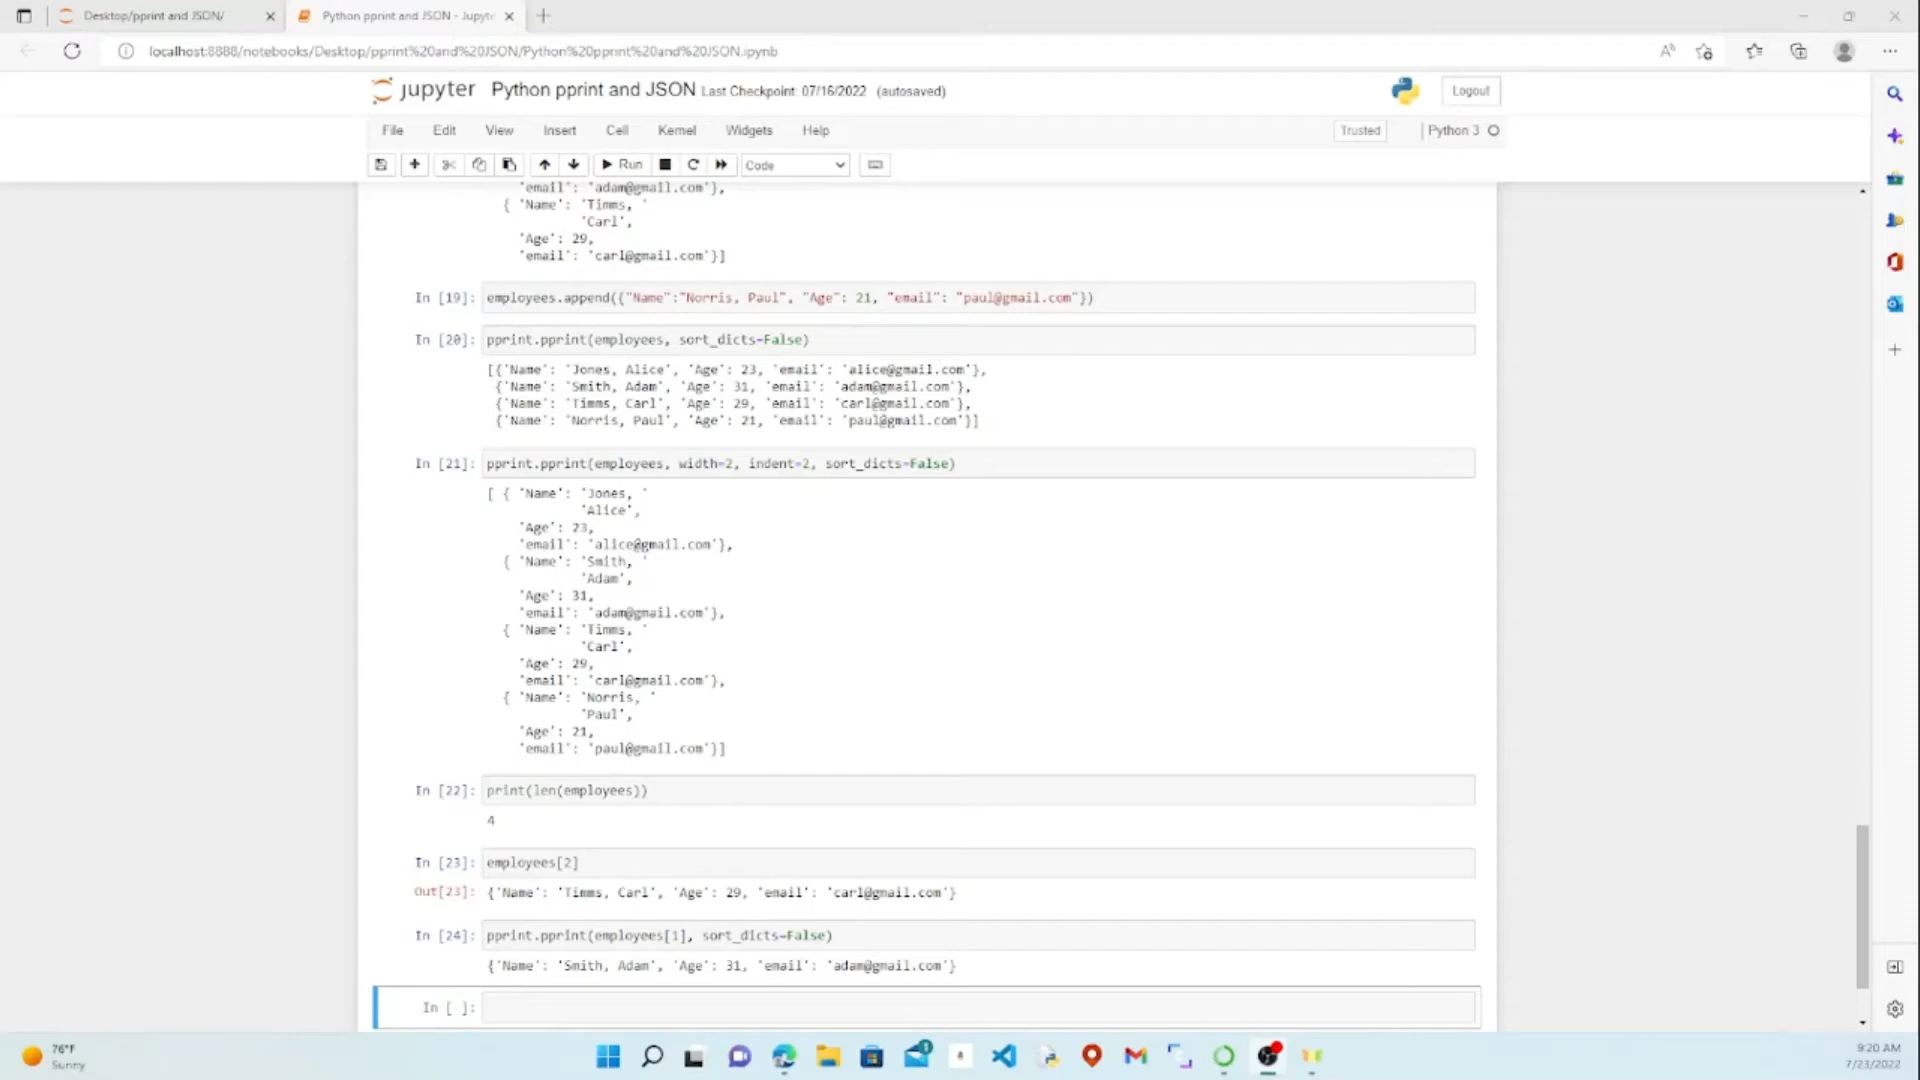 Desktop/pprint and JSON/
Python pprint and JSON - Jupyte
localhost:8888/notebooks/Desktop/pprint%20and%20JSON/Python%20pprint%20and%20JSON.ipynb
jupyter Python pprint and JSON Last Checkpoint: 07/16/2022 (autosaved)
Logout
File Edit View Insert Cell Kernel Widgets Help
Trusted
Python 3
Run
Code
'email': 'adam@gmail.com'},
{ 'Name': 'Timms, '
'Carl',
'Age': 29,
'email': 'carl@gmail.com'}]
In [19]: employees.append({"Name":"Norris, Paul", "Age": 21, "email": "paul@gmail.com"})
In [20]: pprint.pprint(employees, sort_dicts=False)
[{'Name': 'Jones, Alice', 'Age': 23, 'email': 'alice@gmail.com'},
{'Name': 'Smith, Adam', 'Age': 31, 'email': 'adam@gmail.com'},
{'Name': 'Timms, Carl', 'Age': 29, 'email': 'carl@gmail.com'},
{'Name': 'Norris, Paul', 'Age': 21, 'email': 'paul@gmail.com'}]
In [21]: pprint.pprint(employees, width=2, indent=2, sort_dicts=False)
[ { 'Name': 'Jones, '
'Alice',
'Age': 23,
'email': 'alice@gmail.com'},
{ 'Name': 'Smith, '
'Adam',
'Age': 31,
'email': 'adam@gmail.com'},
{ 'Name': 'Timms, '
'Carl',
'Age': 29,
'email': 'carl@gmail.com'},
{ 'Name': 'Norris, '
'Paul',
'Age': 21,
'email': 'paul@gmail.com'}]
In [22]: print(len(employees))
4
In [23]: employees[2]
Out[23]: {'Name': 'Timms, Carl', 'Age': 29, 'email': 'carl@gmail.com'}
In [24]: pprint.pprint(employees[1], sort_dicts=False)
{'Name': 'Smith, Adam', 'Age': 31, 'email': 'adam@gmail.com'}
In [ ]:
76°F
Sunny
9:20 AM
7/23/2022